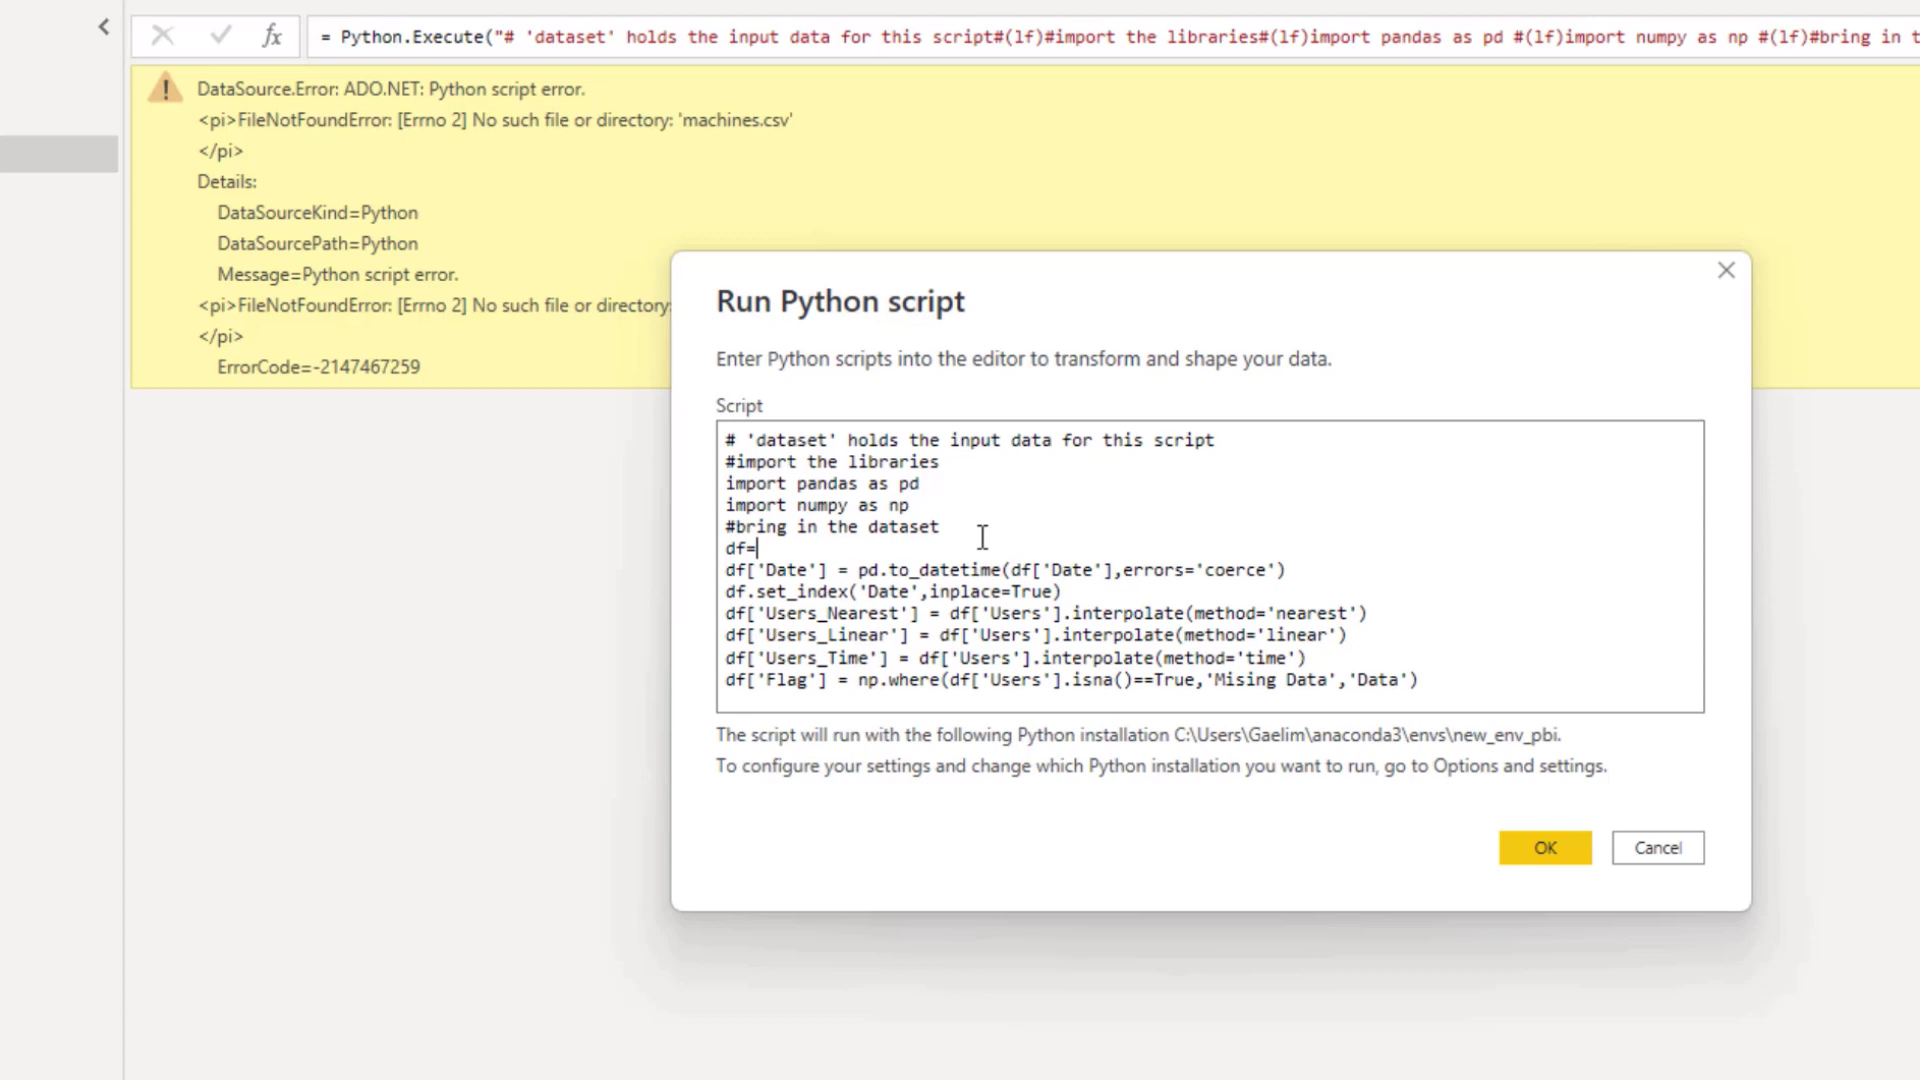 fx
= Python.Execute("# 'dataset' holds the input data for this script#(lf)#import the libraries#(lf)import pandas as pd #(lf)import numpy as np #(lf)#bring in t
DataSource.Error: ADO.NET: Python script error.
<pi>FileNotFoundError: [Errno 2] No such file or directory: 'machines.csv'
</pi>
Details:
DataSourceKind=Python
DataSourcePath=Python
Message=Python script error.
<pi>FileNotFoundError: [Errno 2] No such file or directory:
</pi>
ErrorCode=-2147467259
Run Python script
Enter Python scripts into the editor to transform and shape your data.
Script
# 'dataset' holds the input data for this script
#import the libraries
import pandas as pd
import numpy as np
#bring in the dataset
df=
df['Date'] = pd.to_datetime(df['Date'],errors='coerce')
df.set_index('Date',inplace=True)
df['Users_Nearest'] = df['Users'].interpolate(method='nearest')
df['Users_Linear'] = df['Users'].interpolate(method='linear')
df['Users_Time'] = df['Users'].interpolate(method='time')
df['Flag'] = np.where(df['Users'].isna()==True,'Mising Data','Data')
The script will run with the following Python installation C:\Users\Gaelim\anaconda3\envs\new_env_pbi.
To configure your settings and change which Python installation you want to run, go to Options and settings.
OK
Cancel